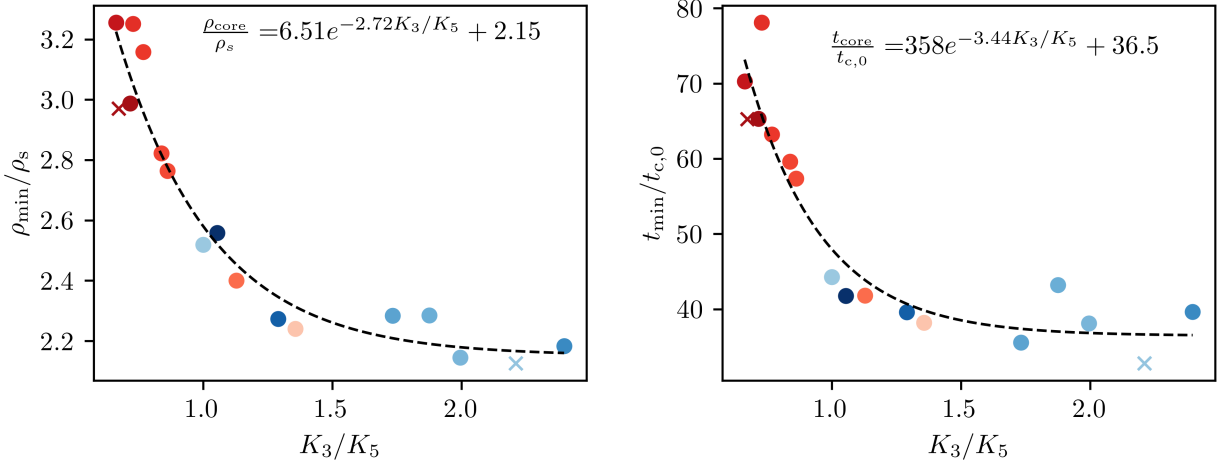 ρ_core/ρ_s =6.51e^{−2.72K_3/K_5} + 2.15
3.2
3.0
2.8
2.6
2.4
2.2
ρ_min/ρ_s
1.0 1.5 2.0
K_3/K_5
t_core/t_{c,0} =358e^{−3.44K_3/K_5} + 36.5
80
70
60
50
40
t_min/t_{c,0}
1.0 1.5 2.0
K_3/K_5